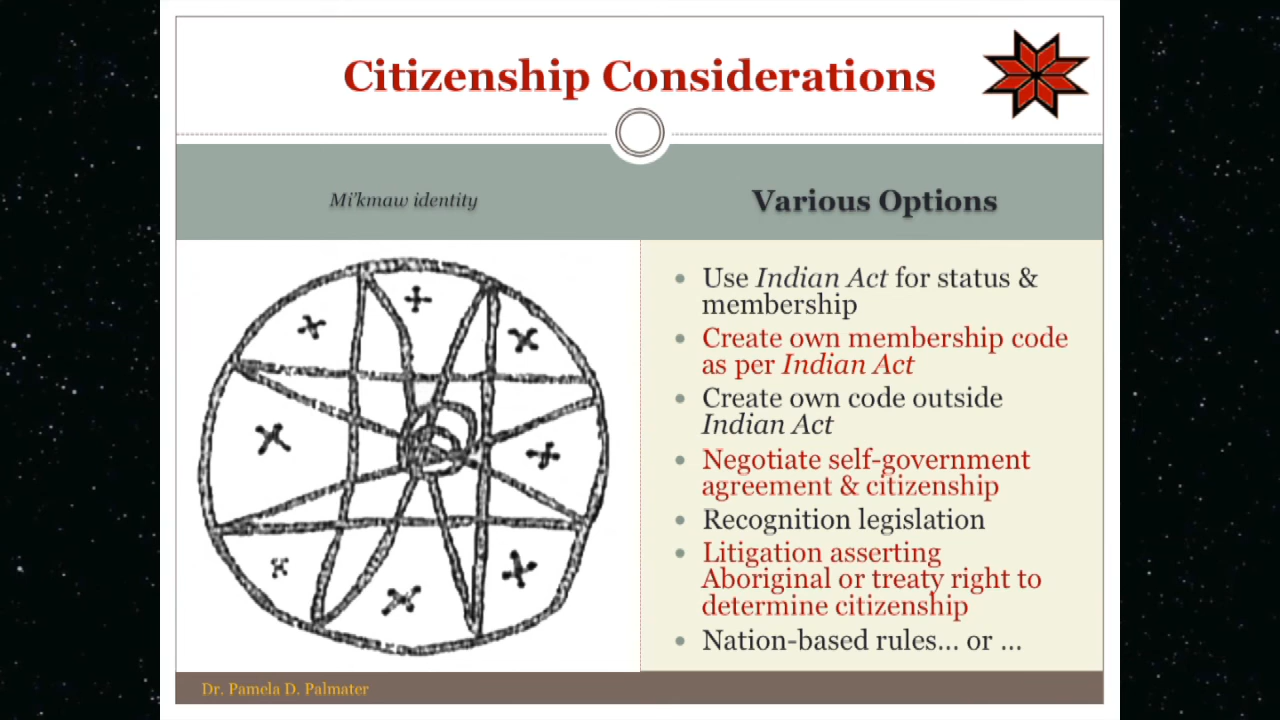 Citizenship Considerations
Mi'kmaw identity
Various Options
Use Indian Act for status &
membership
Create own membership code
as per Indian Act
Create own code outside
Indian Act
Negotiate self-government
agreement & citizenship
Recognition legislation
Litigation asserting
Aboriginal or treaty right to
determine citizenship
Nation-based rules... or ...
Dr. Pamela D. Palmater